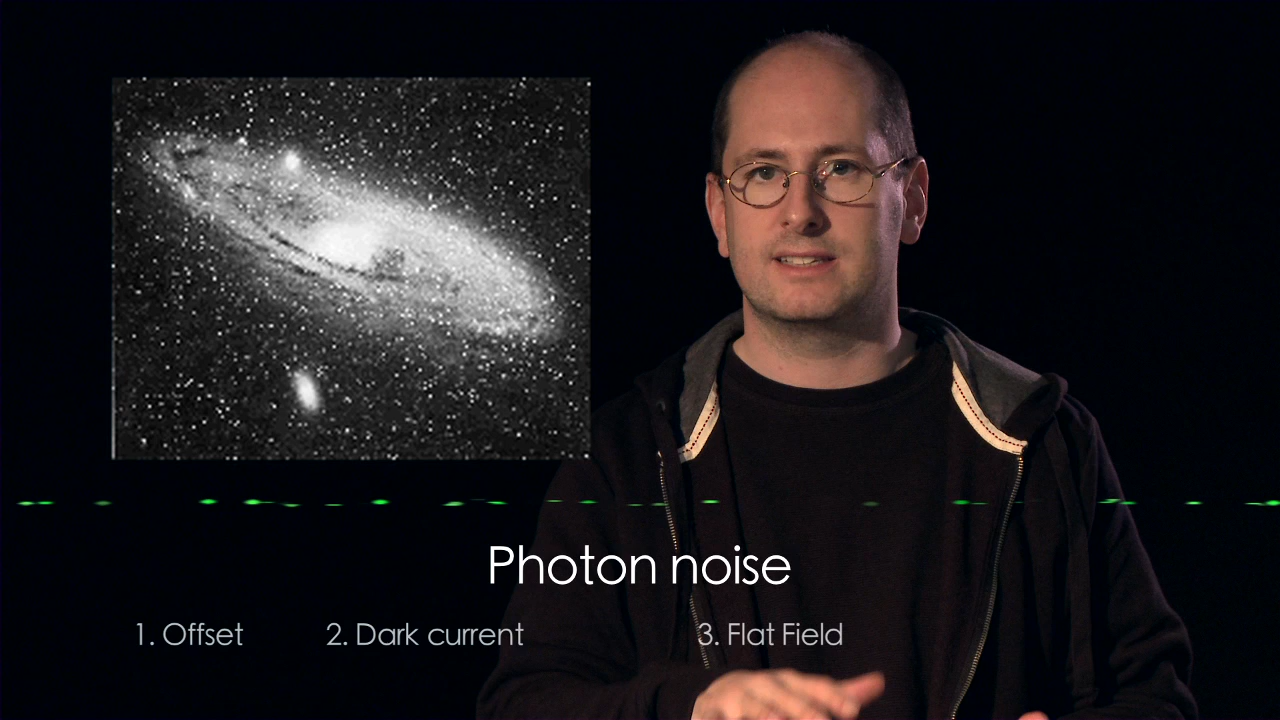 Photon noise
1. Offset 2. Dark current 3. Flat Field